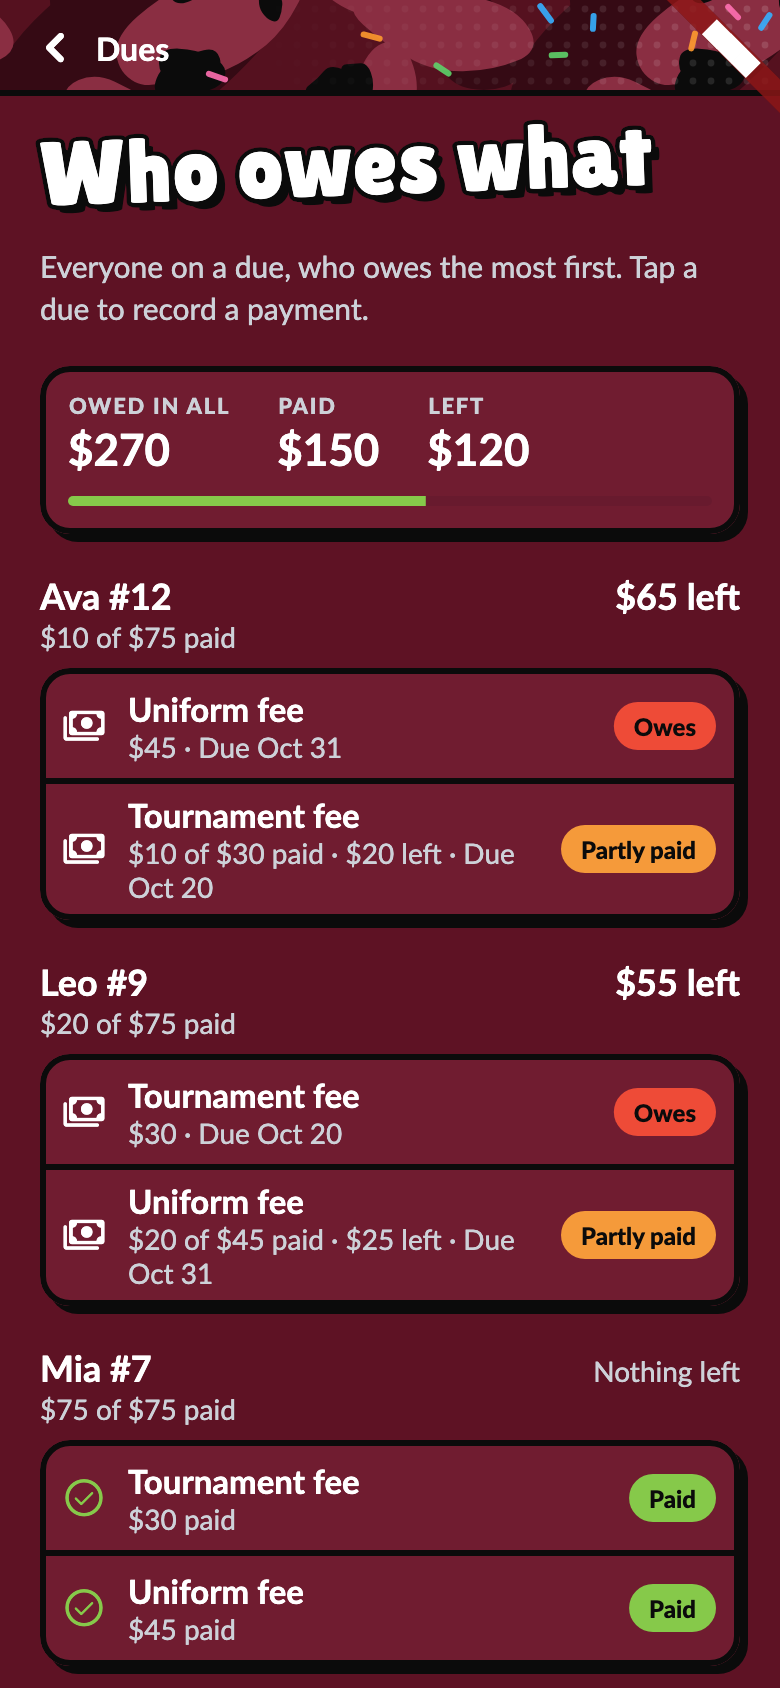 Dues
Who owes what
Everyone on a due, who owes the most first. Tap a
due to record a payment.
OWED IN ALL PAID LEFT
$270 $150 $120
Ava #12 $65 left
$10 of $75 paid
Uniform fee
$45 · Due Oct 31
Owes
Tournament fee
$10 of $30 paid · $20 left · Due
Oct 20
Partly paid
Leo #9 $55 left
$20 of $75 paid
Tournament fee
$30 · Due Oct 20
Owes
Uniform fee
$20 of $45 paid · $25 left · Due
Oct 31
Partly paid
Mia #7 Nothing left
$75 of $75 paid
Tournament fee
$30 paid
Paid
Uniform fee
$45 paid
Paid